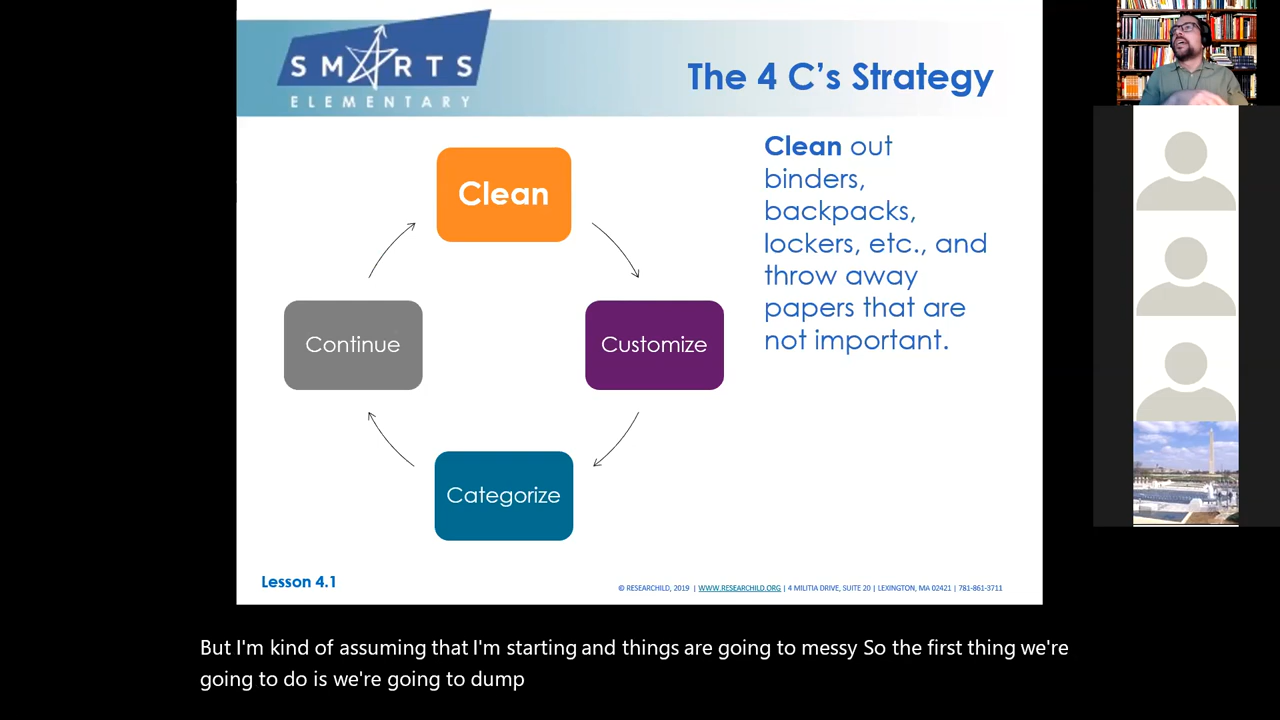 SMARTS
ELEMENTARY
The 4 C's Strategy
Clean
Customize
Categorize
Continue
Clean out
binders,
backpacks,
lockers, etc., and
throw away
papers that are
not important.
Lesson 4.1
© RESEARCHILD, 2019 | WWW.RESEARCHILD.ORG | 4 MILITIA DRIVE, SUITE 20 | LEXINGTON, MA 02421 | 781-861-3711
But I'm kind of assuming that I'm starting and things are going to messy So the first thing we're
going to do is we're going to dump